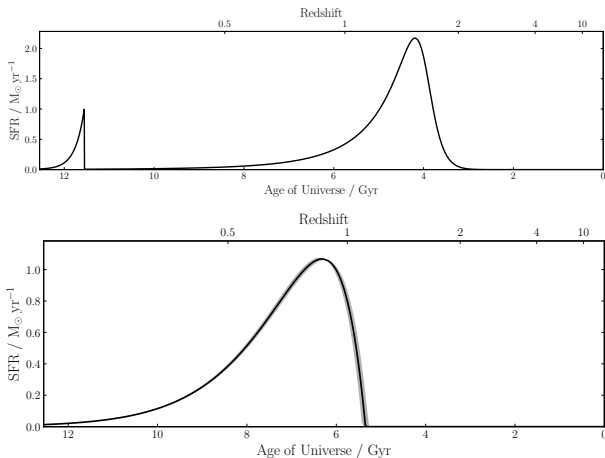 Redshift
0.5 1 2 4 10
2.0
1.5
1.0
0.5
0.0
SFR / M⊙ yr⁻¹
12 10 8 6 4 2 0
Age of Universe / Gyr
Redshift
0.5 1 2 4 10
1.0
0.8
0.6
0.4
0.2
0.0
SFR / M⊙ yr⁻¹
12 10 8 6 4 2 0
Age of Universe / Gyr